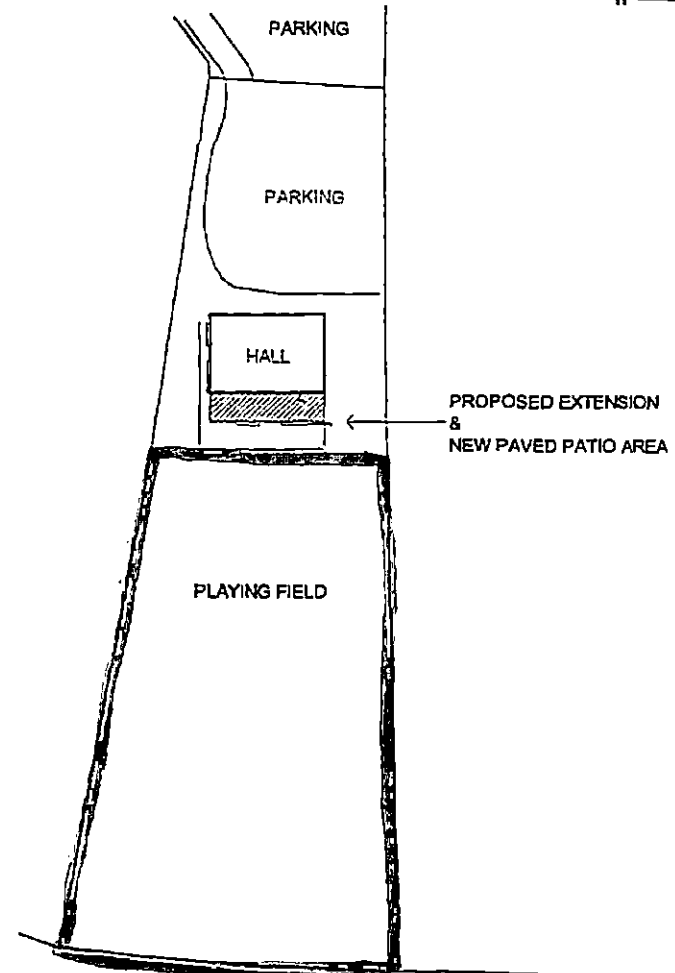 PARKING
PARKING
HALL
PROPOSED EXTENSION
&
NEW PAVED PATIO AREA
PLAYING FIELD